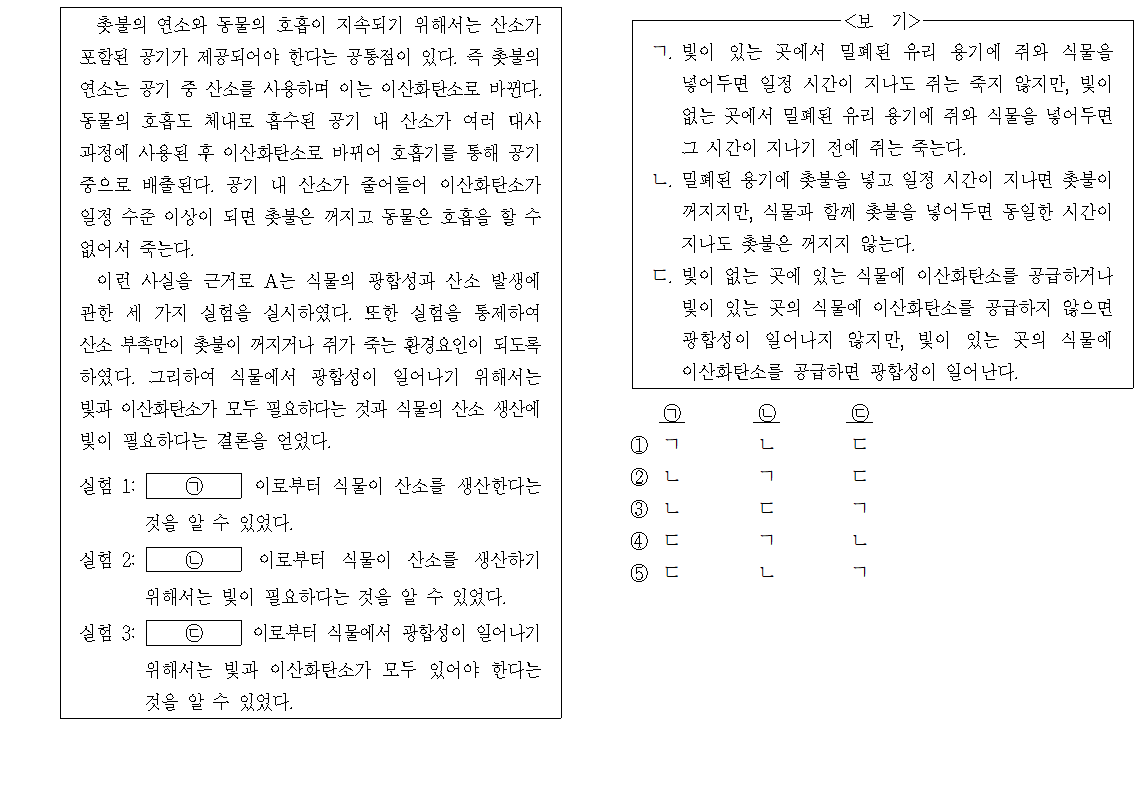 촛불의 연소와 동물의 호흡이 지속되기 위해서는 산소가
포함된 공기가 제공되어야 한다는 공통점이 있다. 즉 촛불의
연소는 공기 중 산소를 사용하며 이는 이산화탄소로 바뀐다.
동물의 호흡도 체내로 흡수된 공기 내 산소가 여러 대사
과정에 사용된 후 이산화탄소로 바뀌어 호흡기를 통해 공기
중으로 배출된다. 공기 내 산소가 줄어들어 이산화탄소가
일정 수준 이상이 되면 촛불은 꺼지고 동물은 호흡을 할 수
없어서 죽는다.
이런 사실을 근거로 A는 식물의 광합성과 산소 발생에
관한 세 가지 실험을 실시하였다. 또한 실험을 통제하여
산소 부족만이 촛불이 꺼지거나 쥐가 죽는 환경요인이 되도록
하였다. 그리하여 식물에서 광합성이 일어나기 위해서는
빛과 이산화탄소가 모두 필요하다는 것과 식물의 산소 생산에
빛이 필요하다는 결론을 얻었다.
실험 1: ㉠ 이로부터 식물이 산소를 생산한다는
것을 알 수 있었다.
실험 2: ㉡ 이로부터 식물이 산소를 생산하기
위해서는 빛이 필요하다는 것을 알 수 있었다.
실험 3: ㉢ 이로부터 식물에서 광합성이 일어나기
위해서는 빛과 이산화탄소가 모두 있어야 한다는
것을 알 수 있었다.
<보 기>
ㄱ. 빛이 있는 곳에서 밀폐된 유리 용기에 쥐와 식물을
넣어두면 일정 시간이 지나도 쥐는 죽지 않지만, 빛이
없는 곳에서 밀폐된 유리 용기에 쥐와 식물을 넣어두면
그 시간이 지나기 전에 쥐는 죽는다.
ㄴ. 밀폐된 용기에 촛불을 넣고 일정 시간이 지나면 촛불이
꺼지지만, 식물과 함께 촛불을 넣어두면 동일한 시간이
지나도 촛불은 꺼지지 않는다.
ㄷ. 빛이 없는 곳에 있는 식물에 이산화탄소를 공급하거나
빛이 있는 곳의 식물에 이산화탄소를 공급하지 않으면
광합성이 일어나지 않지만, 빛이 있는 곳의 식물에
이산화탄소를 공급하면 광합성이 일어난다.
㉠ ㉡ ㉢
① ㄱ ㄴ ㄷ
② ㄴ ㄱ ㄷ
③ ㄴ ㄷ ㄱ
④ ㄷ ㄱ ㄴ
⑤ ㄷ ㄴ ㄱ